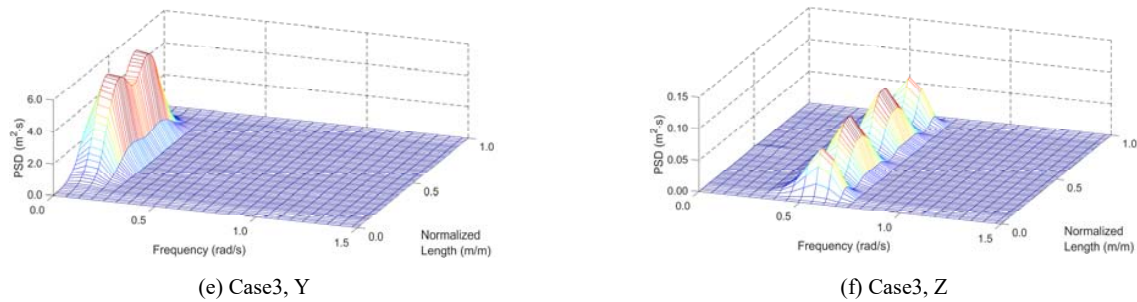 6.0
4.0
2.0
0.0
PSD (m²·s)
0.0
0.5
1.0
1.5
Frequency (rad/s)
0.0
0.5
1.0
Normalized
Length (m/m)
(e) Case3, Y
0.15
0.10
0.05
0.00
PSD (m²·s)
0.0
0.5
1.0
1.5
Frequency (rad/s)
0.0
0.5
1.0
Normalized
Length (m/m)
(f) Case3, Z